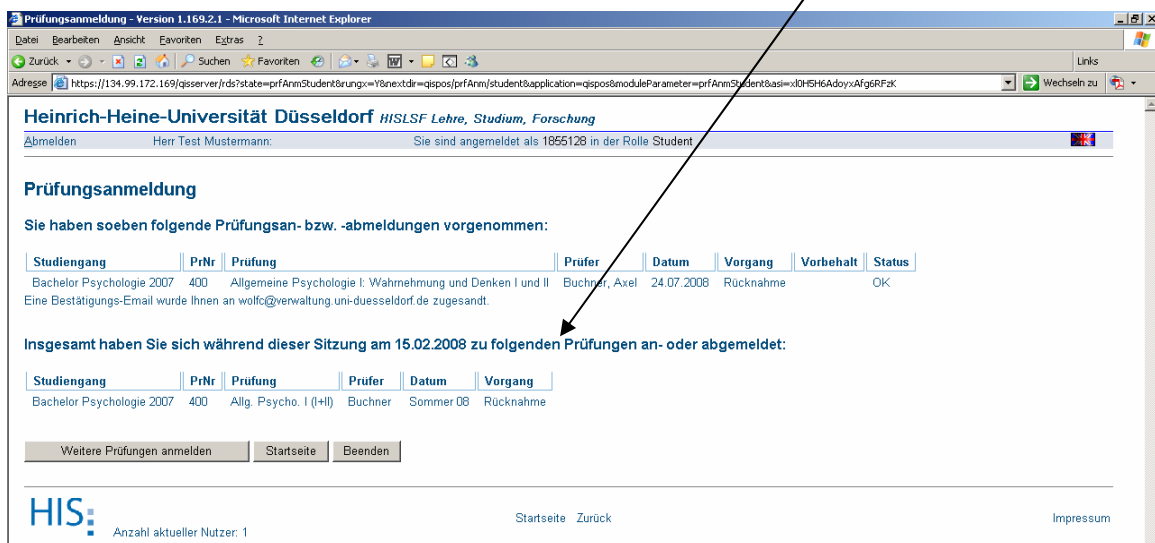 Prüfungsanmeldung - Version 1.169.2.1 - Microsoft Internet Explorer
Datei Bearbeiten Ansicht Favoriten Extras ?
Zurück Suchen Favoriten
Links
Adresse https://134.99.172.169/qisserver/rds?state=prfAnmStudent&rungx=Y&nextdir=qispos/prfAnm/student&application=qispos&moduleParameter=prfAnmStudent&asi=xl0H5H6AdoyxAfg6RFzK Wechseln zu
Heinrich-Heine-Universität Düsseldorf HISLSF Lehre, Studium, Forschung
Abmelden Herr Test Mustermann: Sie sind angemeldet als 1855128 in der Rolle Student
Prüfungsanmeldung
Sie haben soeben folgende Prüfungsan- bzw. -abmeldungen vorgenommen:
Studiengang PrNr Prüfung Prüfer Datum Vorgang Vorbehalt Status
Bachelor Psychologie 2007 400 Allgemeine Psychologie I: Wahrnehmung und Denken I und II Buchner, Axel 24.07.2008 Rücknahme OK
Eine Bestätigungs-Email wurde Ihnen an wolfc@verwaltung.uni-duesseldorf.de zugesandt.
Insgesamt haben Sie sich während dieser Sitzung am 15.02.2008 zu folgenden Prüfungen an- oder abgemeldet:
Studiengang PrNr Prüfung Prüfer Datum Vorgang
Bachelor Psychologie 2007 400 Allg. Psycho. I (I+II) Buchner Sommer 08 Rücknahme
Weitere Prüfungen anmelden Startseite Beenden
HIS:
Anzahl aktueller Nutzer: 1
Startseite Zurück
Impressum